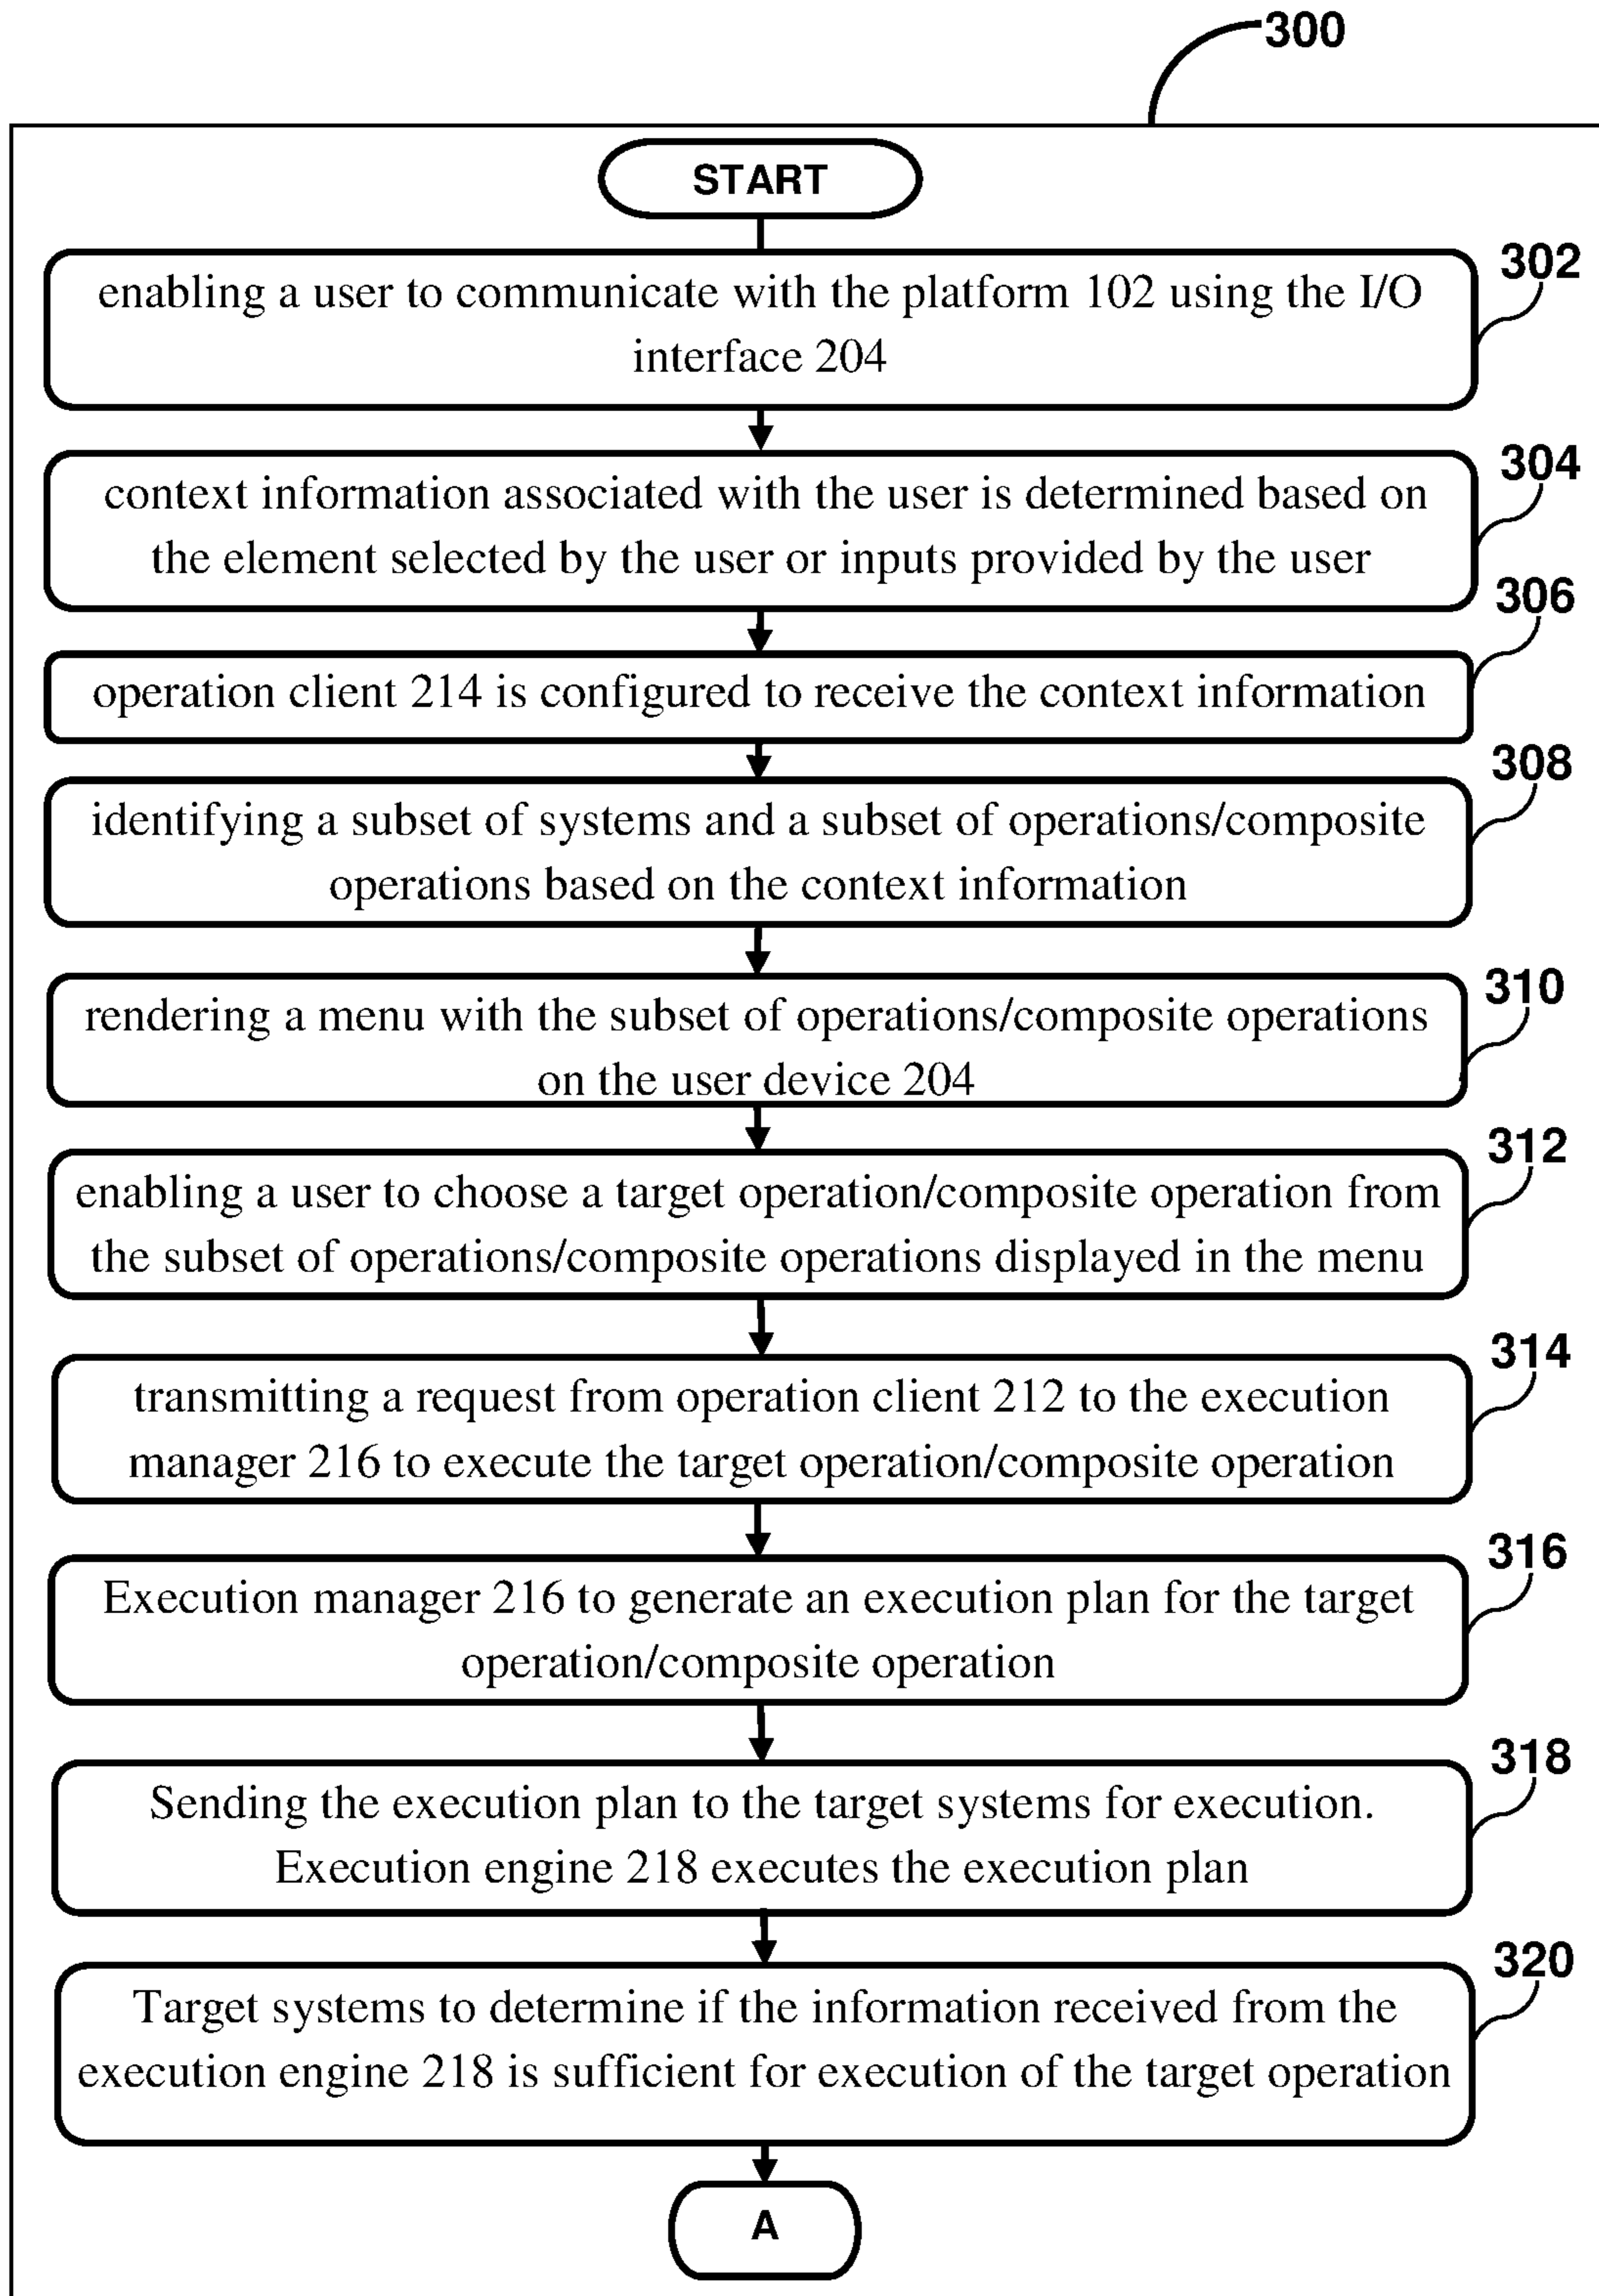 300
START
302
enabling a user to communicate with the platform 102 using the I/O
interface 204
304
context information associated with the user is determined based on
the element selected by the user or inputs provided by the user
306
operation client 214 is configured to receive the context information
308
identifying a subset of systems and a subset of operations/composite
operations based on the context information
310
rendering a menu with the subset of operations/composite operations
on the user device 204
312
enabling a user to choose a target operation/composite operation from
the subset of operations/composite operations displayed in the menu
314
transmitting a request from operation client 212 to the execution
manager 216 to execute the target operation/composite operation
316
Execution manager 216 to generate an execution plan for the target
operation/composite operation
318
Sending the execution plan to the target systems for execution.
Execution engine 218 executes the execution plan
320
Target systems to determine if the information received from the
execution engine 218 is sufficient for execution of the target operation
A